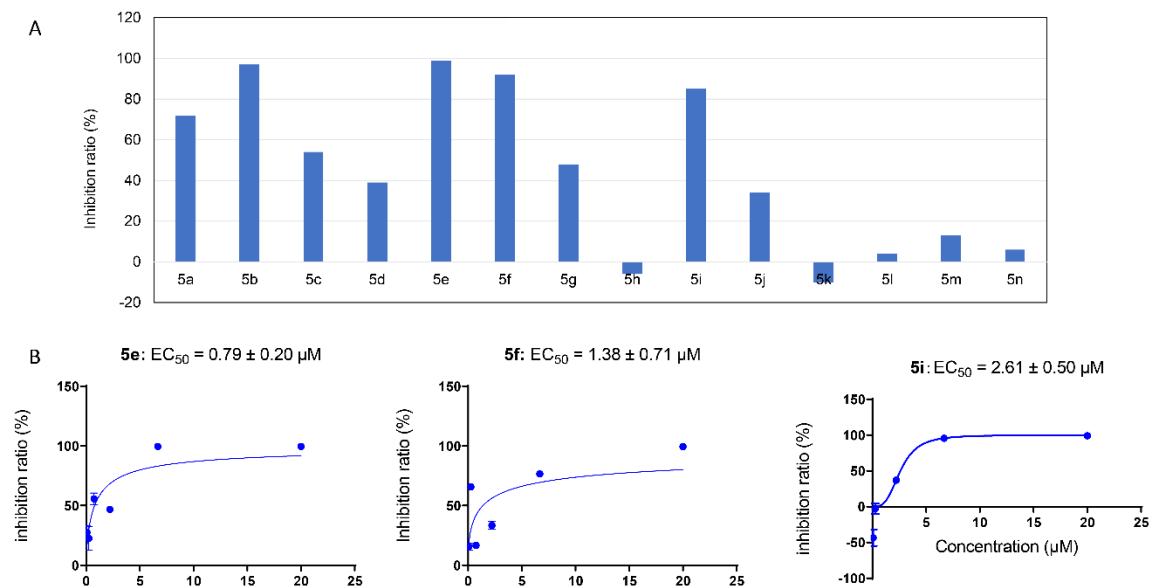 A
120
100
80
60
40
20
0
-20
Inhibition ratio (%)
5a 5b 5c 5d 5e 5f 5g 5h 5i 5j 5k 5l 5m 5n
B
5e: EC50 = 0.79 ± 0.20 µM
150
100
50
0
inhibition ratio (%)
0 5 10 15 20 25
5f: EC50 = 1.38 ± 0.71 µM
150
100
50
0
Inhibition ratio (%)
0 5 10 15 20 25
5i: EC50 = 2.61 ± 0.50 µM
150
100
50
0
-50
-100
inhibition ratio (%)
5 10 15 20 25
Concentration (µM)